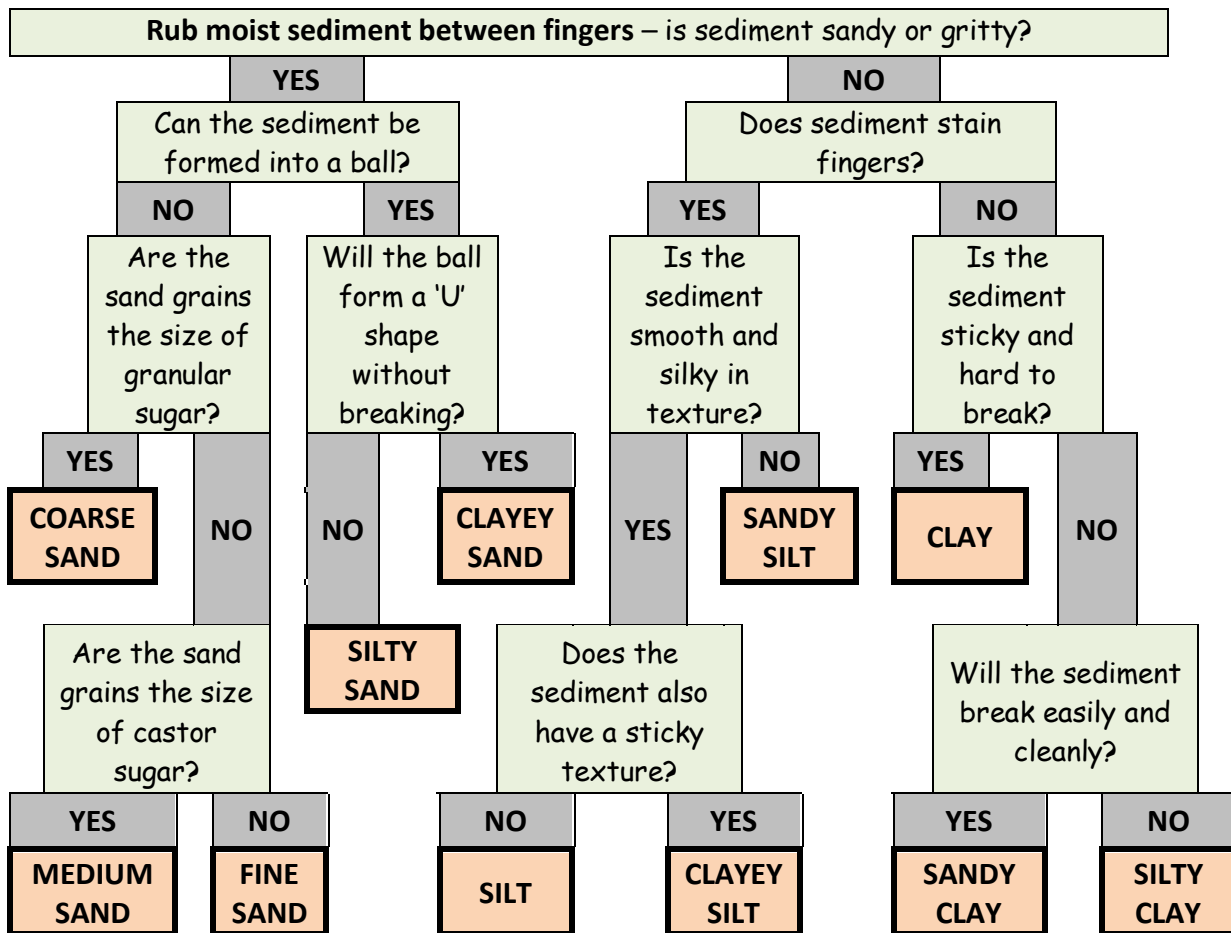 Rub moist sediment between fingers – is sediment sandy or gritty?
YES
NO
Can the sediment be
formed into a ball?
Does sediment stain
fingers?
NO
YES
YES
NO
Are the
sand grains
the size of
granular
sugar?
Will the ball
form a ‘U’
shape
without
breaking?
Is the
sediment
smooth and
silky in
texture?
Is the
sediment
sticky and
hard to
break?
YES
NO
NO
YES
YES
NO
YES
NO
COARSE
SAND
CLAYEY
SAND
SANDY
SILT
CLAY
Are the sand
grains the size
of castor
sugar?
SILTY
SAND
Does the
sediment also
have a sticky
texture?
Will the sediment
break easily and
cleanly?
YES
NO
NO
YES
YES
NO
MEDIUM
SAND
FINE
SAND
SILT
CLAYEY
SILT
SANDY
CLAY
SILTY
CLAY